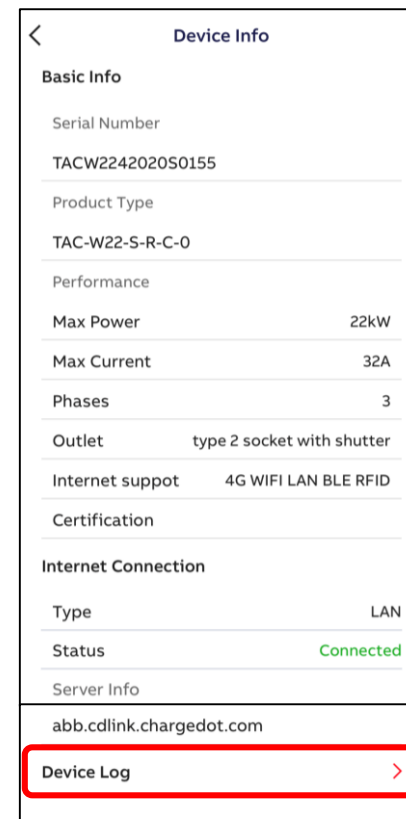 Device Info
Basic Info
Serial Number
TACW2242020S0155
Product Type
TAC-W22-S-R-C-0
Performance
Max Power 22kW
Max Current 32A
Phases 3
Outlet type 2 socket with shutter
Internet suppot 4G WIFI LAN BLE RFID
Certification
Internet Connection
Type LAN
Status Connected
Server Info
abb.cdlink.chargedot.com
Device Log